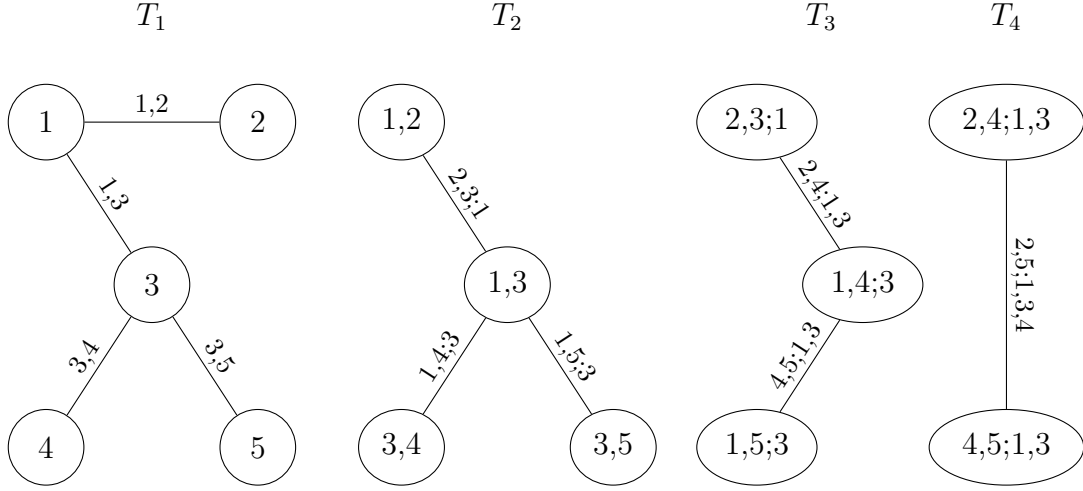 T1 T2 T3 T4
1 1,2 2 1,2 2,3;1 2,4;1,3
1,3 2,3;1 2,4;1,3
3 1,3 1,4;3 2,5;1,3,4
3,4 3,5 1,4;3 1,5;3 4,5;1,3
4 5 3,4 3,5 1,5;3 4,5;1,3